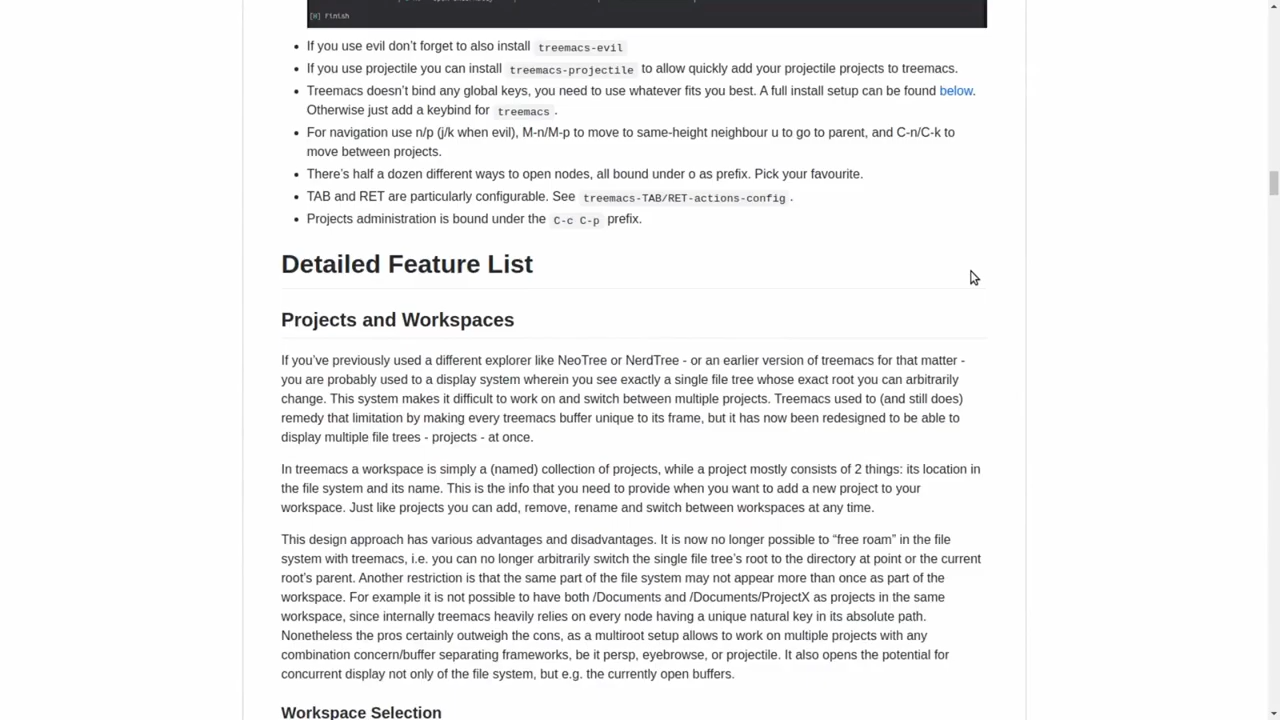 [H] Finish
If you use evil don’t forget to also install treemacs-evil
If you use projectile you can install treemacs-projectile to allow quickly add your projectile projects to treemacs.
Treemacs doesn’t bind any global keys, you need to use whatever fits you best. A full install setup can be found below.
Otherwise just add a keybind for treemacs .
For navigation use n/p (j/k when evil), M-n/M-p to move to same-height neighbour u to go to parent, and C-n/C-k to
move between projects.
There’s half a dozen different ways to open nodes, all bound under o as prefix. Pick your favourite.
TAB and RET are particularly configurable. See treemacs-TAB/RET-actions-config .
Projects administration is bound under the C-c C-p prefix.
Detailed Feature List
Projects and Workspaces
If you’ve previously used a different explorer like NeoTree or NerdTree - or an earlier version of treemacs for that matter -
you are probably used to a display system wherein you see exactly a single file tree whose exact root you can arbitrarily
change. This system makes it difficult to work on and switch between multiple projects. Treemacs used to (and still does)
remedy that limitation by making every treemacs buffer unique to its frame, but it has now been redesigned to be able to
display multiple file trees - projects - at once.
In treemacs a workspace is simply a (named) collection of projects, while a project mostly consists of 2 things: its location in
the file system and its name. This is the info that you need to provide when you want to add a new project to your
workspace. Just like projects you can add, remove, rename and switch between workspaces at any time.
This design approach has various advantages and disadvantages. It is now no longer possible to “free roam” in the file
system with treemacs, i.e. you can no longer arbitrarily switch the single file tree’s root to the directory at point or the current
root’s parent. Another restriction is that the same part of the file system may not appear more than once as part of the
workspace. For example it is not possible to have both /Documents and /Documents/ProjectX as projects in the same
workspace, since internally treemacs heavily relies on every node having a unique natural key in its absolute path.
Nonetheless the pros certainly outweigh the cons, as a multiroot setup allows to work on multiple projects with any
combination concern/buffer separating frameworks, be it persp, eyebrowse, or projectile. It also opens the potential for
concurrent display not only of the file system, but e.g. the currently open buffers.
Workspace Selection